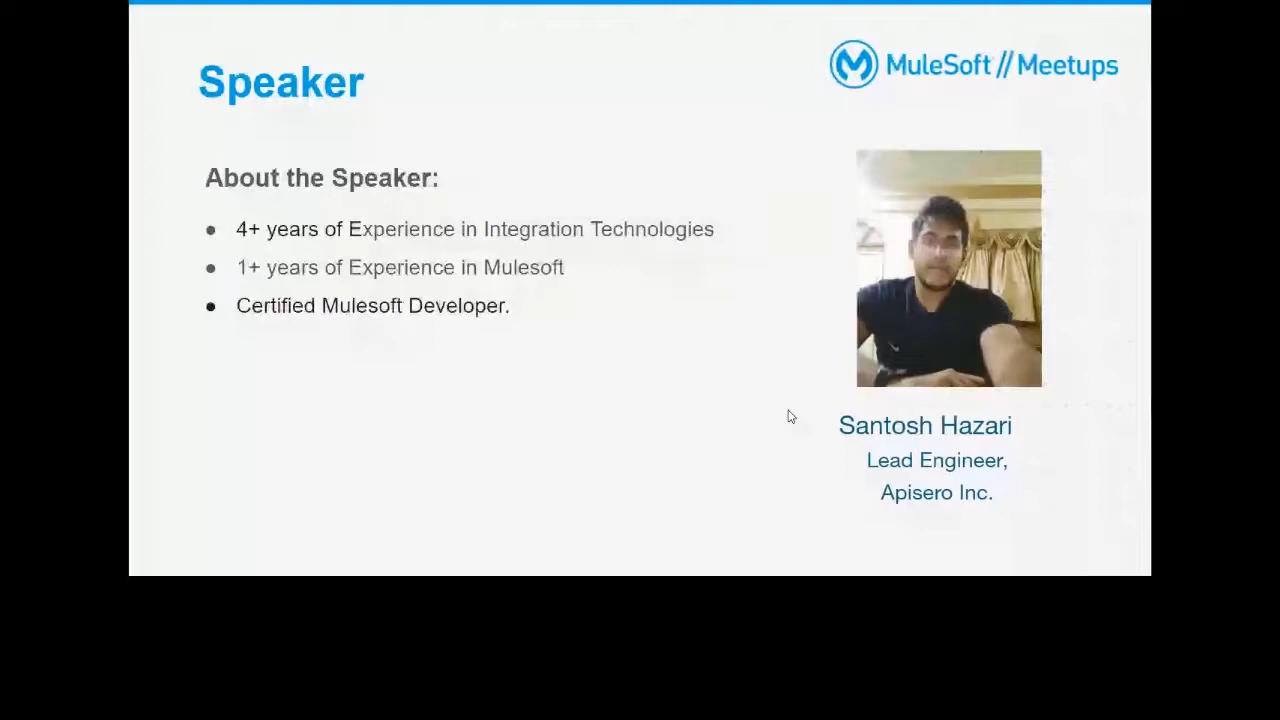 Speaker
MuleSoft // Meetups
About the Speaker:
● 4+ years of Experience in Integration Technologies
● 1+ years of Experience in Mulesoft
● Certified Mulesoft Developer.
Santosh Hazari
Lead Engineer,
Apisero Inc.